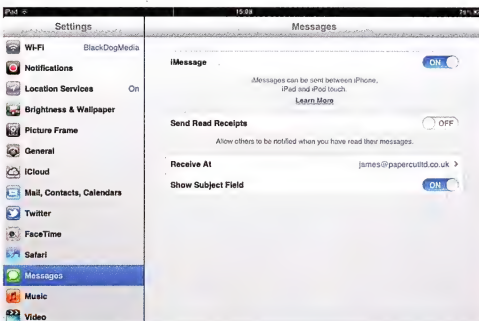 iPad
15:09
Settings
Messages
Wi-Fi BlackDogMedia
Notifications
Location Services On
Brightness & Wallpaper
Picture Frame
General
iCloud
Mail, Contacts, Calendars
Twitter
FaceTime
Safari
Messages
Music
Video
iMessage ON
iMessages can be sent between iPhone,
iPad and iPod touch.
Learn More
Send Read Receipts OFF
Allow others to be notified when you have read their messages.
Receive At james@papercutltd.co.uk >
Show Subject Field ON